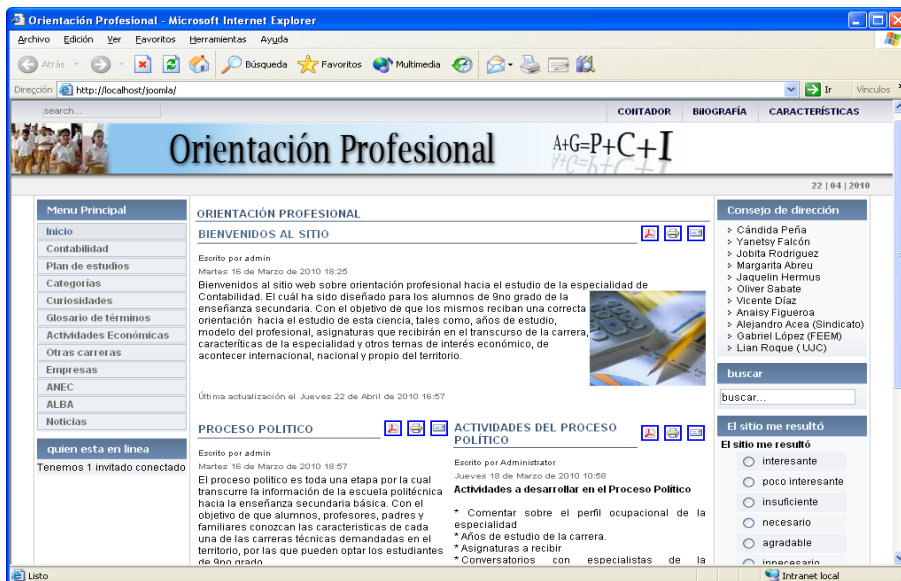 Orientación Profesional - Microsoft Internet Explorer
Archivo Edición Ver Favoritos Herramientas Ayuda
Atrás Búsqueda Favoritos Multimedia
Dirección http://localhost/joomla/ Ir Vínculos
search... CONTADOR BIlOGRAFÍA CARACTERÍSTICAS
Orientación Profesional A+G=P+C+I
22 | 04 | 2010
Menu Principal
Inicio
Contabilidad
Plan de estudios
Categorias
Curiosidades
Glosario de términos
Actividades Económicas
Otras carreras
Empresas
ANEC
ALBA
Noticias
quien esta en linea
Tenemos 1 invitado conectado
ORIENTACIÓN PROFESIONAL
BIENVENIDOS AL SITIO
Escrito por admin
Martes 16 de Marzo de 2010 18:25
Bienvenidos al sitio web sobre orientación profesional hacia el estudio de la especialidad de
Contabilidad. El cuál ha sido diseñado para los alumnos de 9no grado de la
enseñanza secundaria. Con el objetivo de que los mismos reciban una correcta
orientación hacia el estudio de esta ciencia, tales como, años de estudio,
modelo del profesional, asignaturas que recibirán en el transcurso de la carrera,
caracteríticas de la especialidad y otros temas de interés económico, de
acontecer internacional, nacional y propio del territorio.
Última actualización el Jueves 22 de Abril de 2010 16:57
PROCESO POLITICO
Escrito por admin
Martes 16 de Marzo de 2010 18:57
El proceso politico es toda una etapa por la cual
transcurre la información de la escuela politécnica
hacia la enseñanza secundaria básica. Con el
objetivo de que alumnos, profesores, padres y
familiares conozcan las caracteristicas de cada
una de las carreras técnicas demandadas en el
territorio, por las que pueden optar los estudiantes
de 9no grado
ACTIVIDADES DEL PROCESO
POLÍTICO
Escrito por Administrator
Jueves 18 de Marzo de 2010 10:58
Actividades a desarrollar en el Proceso Político
* Comentar sobre el perfil ocupacional de la
especialidad
* Años de estudio de la carrera.
* Asignaturas a recibir
* Conversatorios con especialistas de la
Consejo de dirección
> Cándida Peña
> Yanetsy Falcón
> Jobita Rodriguez
> Margarita Abreu
> Jaquelin Hermus
> Oliver Sabate
> Vicente Díaz
> Anaisy Figueroa
> Alejandro Acea (Sindicato)
> Gabriel López (FEEM)
> Lian Roque ( UJC)
buscar
buscar...
El sitio me resultó
El sitio me resultó
interesante
poco interesante
insuficiente
necesario
agradable
innecesario
Listo Intranet local